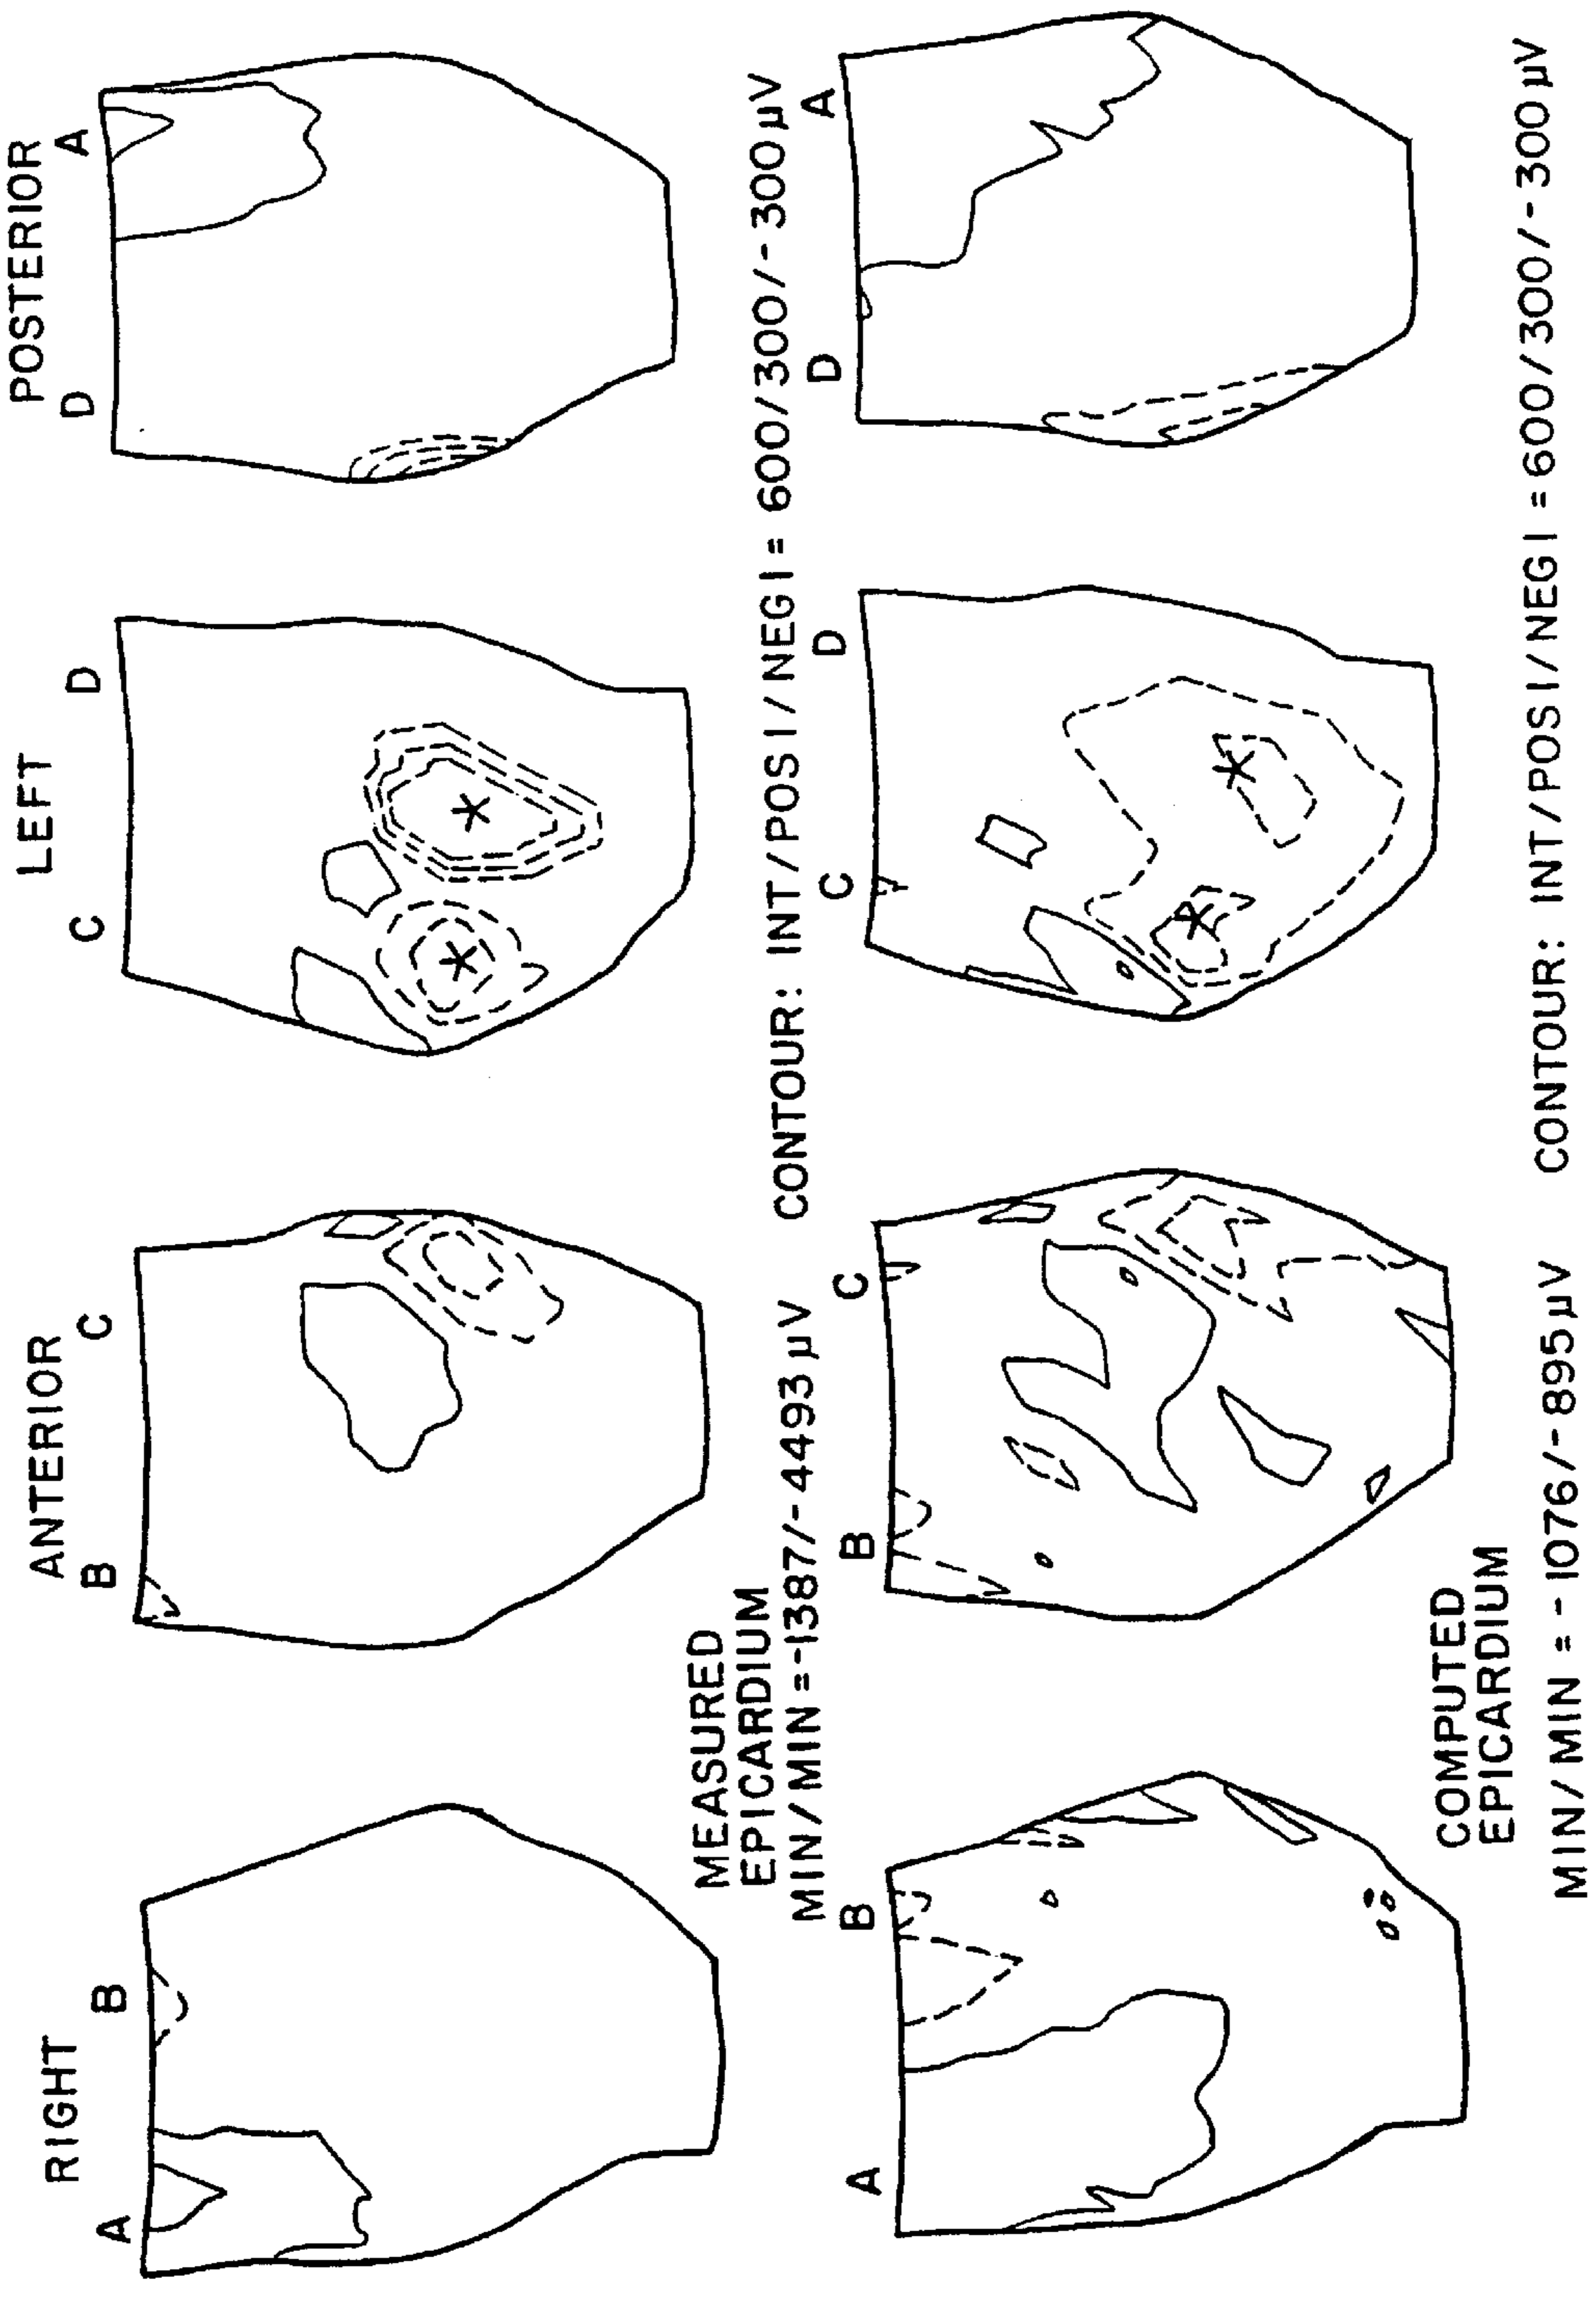 RIGHT ANTERIOR LEFT POSTERIOR
A B B C C D D A
MEASURED
EPICARDIUM
MIN/MIN =-1387/-4493 µV CONTOUR: INT/POS I/NEG I = 600/300/-300 µV
A B B C C D D A
COMPUTED
EPICARDIUM
MIN/MIN = -1076/-895 µV CONTOUR: INT/POS I/NEG I = 600/300/-300 µV